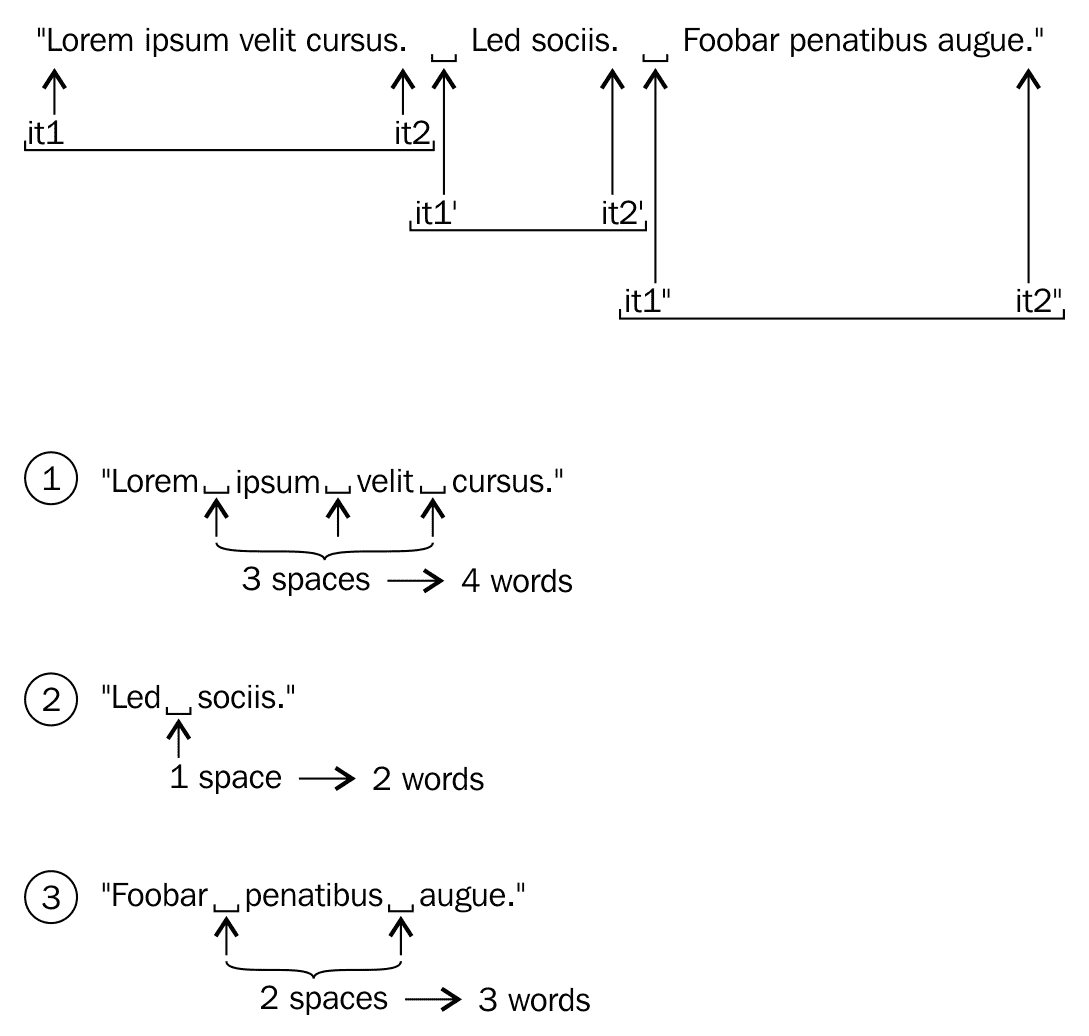 "Lorem ipsum velit cursus. ⎵ Led sociis. ⎵ Foobar penatibus augue."
it1 it2
it1' it2'
it1" it2"
1 "Lorem⎵ipsum⎵velit⎵cursus."
3 spaces → 4 words
2 "Led⎵sociis."
1 space → 2 words
3 "Foobar⎵penatibus⎵augue."
2 spaces → 3 words